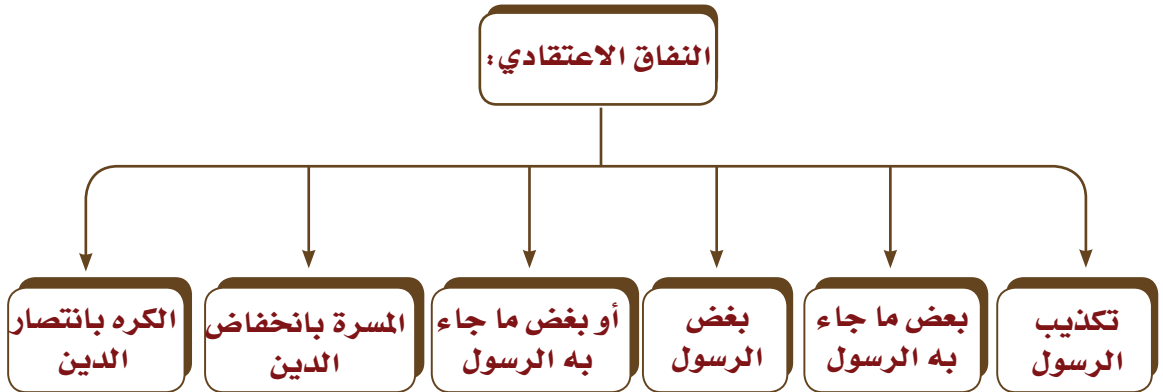 النفاق الاعتقادي:
تكذيب
الرسول
بعض ما جاء
به الرسول
بغض
الرسول
أو بغض ما جاء
به الرسول
المسرة بانخفاض
الدين
الكره بانتصار
الدين